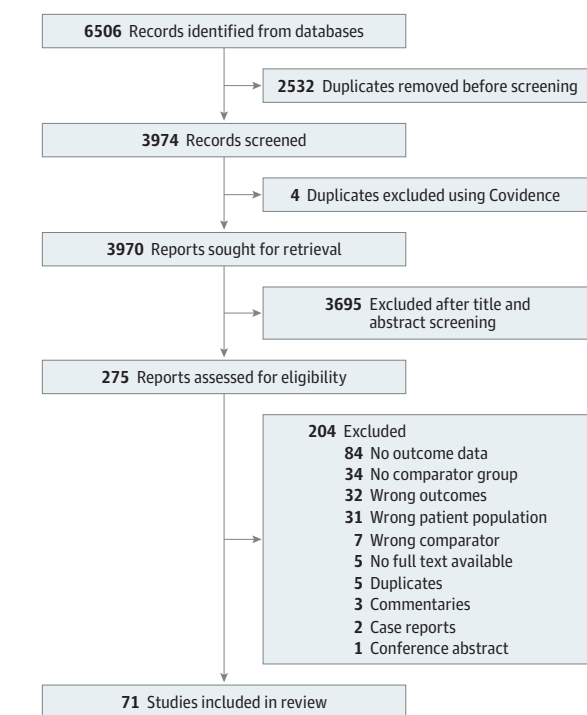 6506 Records identified from databases
2532 Duplicates removed before screening
3974 Records screened
4 Duplicates excluded using Covidence
3970 Reports sought for retrieval
3695 Excluded after title and
abstract screening
275 Reports assessed for eligibility
204 Excluded
84 No outcome data
34 No comparator group
32 Wrong outcomes
31 Wrong patient population
7 Wrong comparator
5 No full text available
5 Duplicates
3 Commentaries
2 Case reports
1 Conference abstract
71 Studies included in review